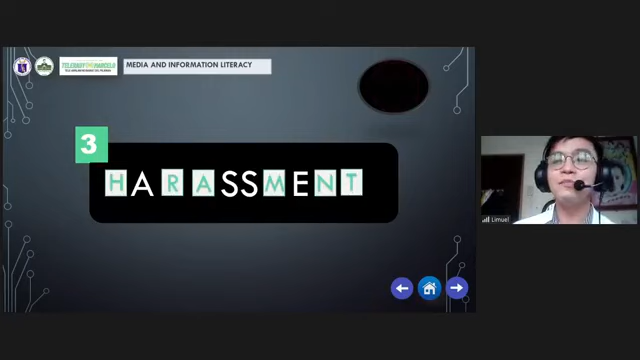 MEDIA AND INFORMATION LITERACY
3
HARASSMENT
Limuel